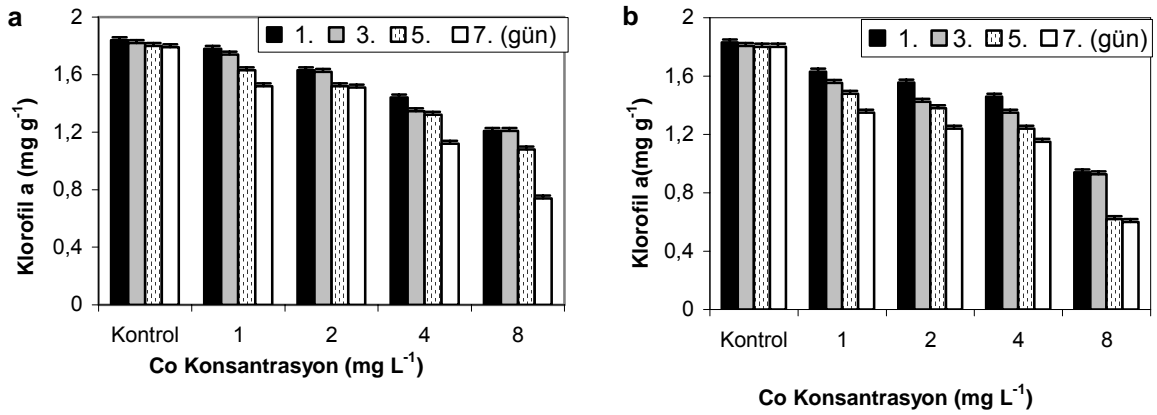 a
2
1,6
1,2
0,8
0,4
0
Klorofil a (mg g-1)
1. 3. 5. 7. (gün)
Kontrol 1 2 4 8
Co Konsantrasyon (mg L-1)
b
2
1,6
1,2
0,8
0,4
0
Klorofil a(mg g-1)
1. 3. 5. 7. (gün)
Kontrol 1 2 4 8
Co Konsantrasyon (mg L-1)